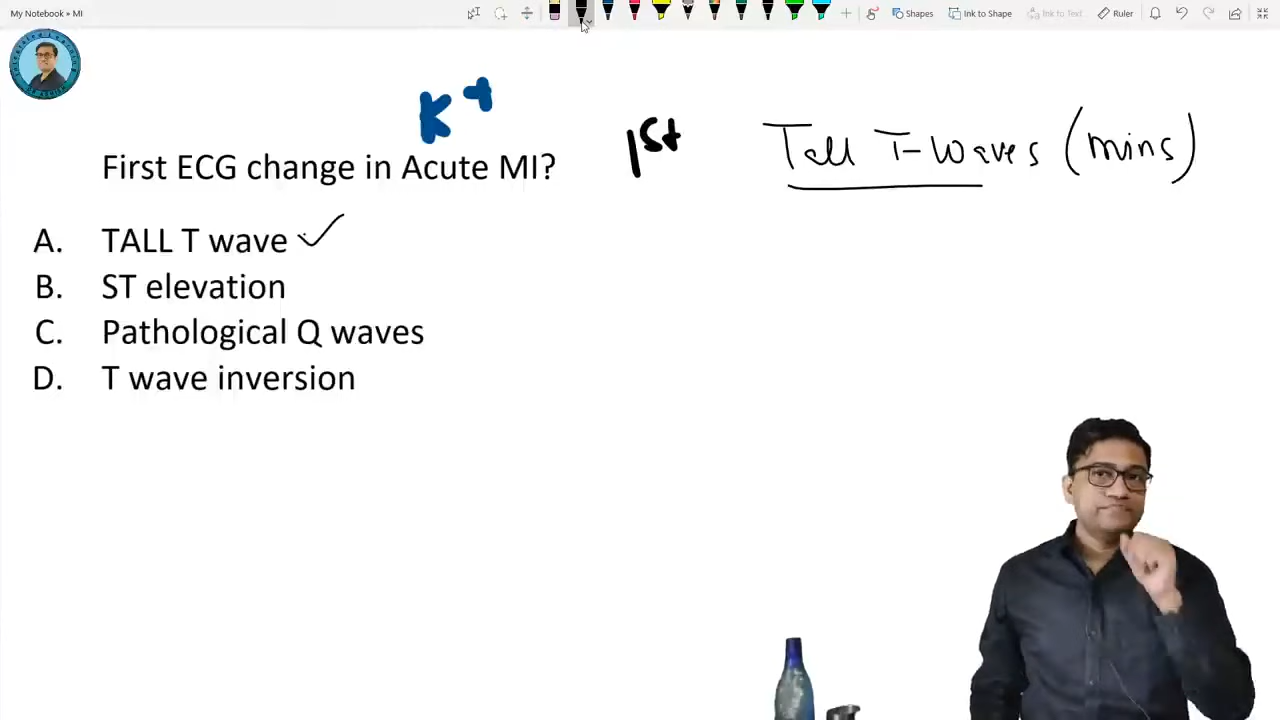 My Notebook » MI
Shapes Ink to Shape Ink to Text Ruler
K+
1st Tall T-Waves (mins)
First ECG change in Acute MI?
A. TALL T wave
B. ST elevation
C. Pathological Q waves
D. T wave inversion